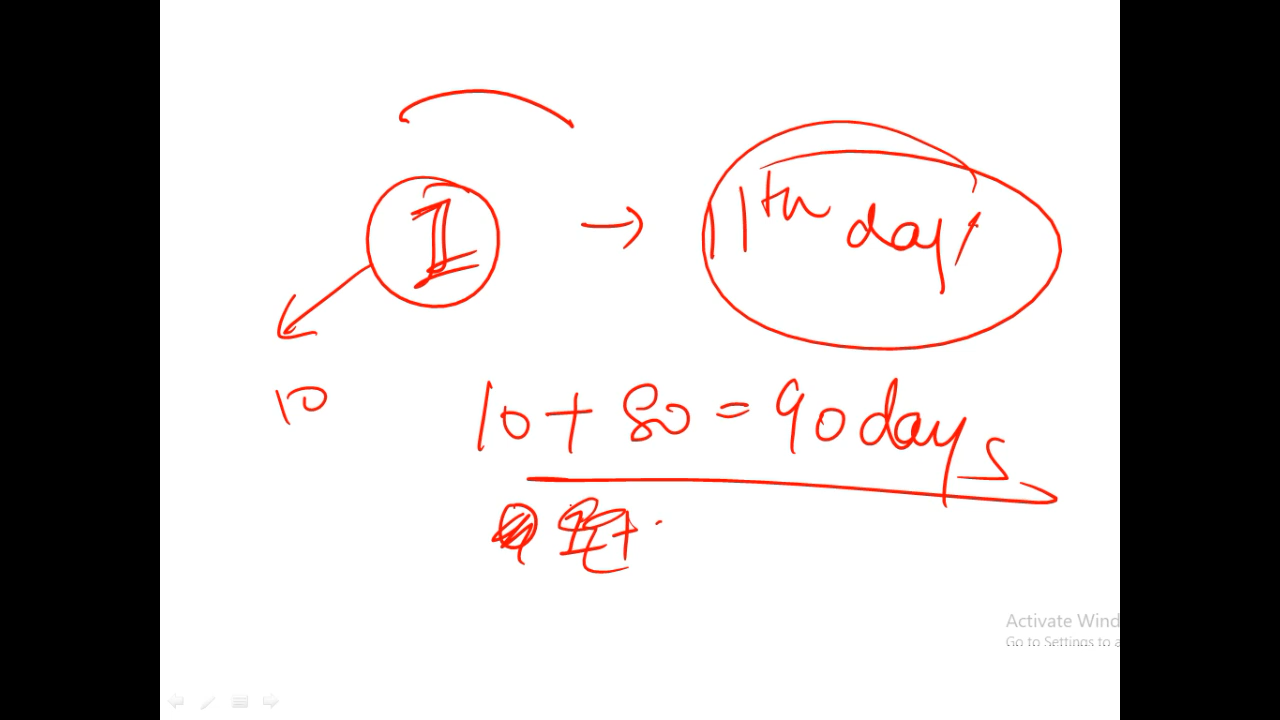 I → 11th day
10
10 + 80 = 90 days
Activate Wind
Go to Settings to a